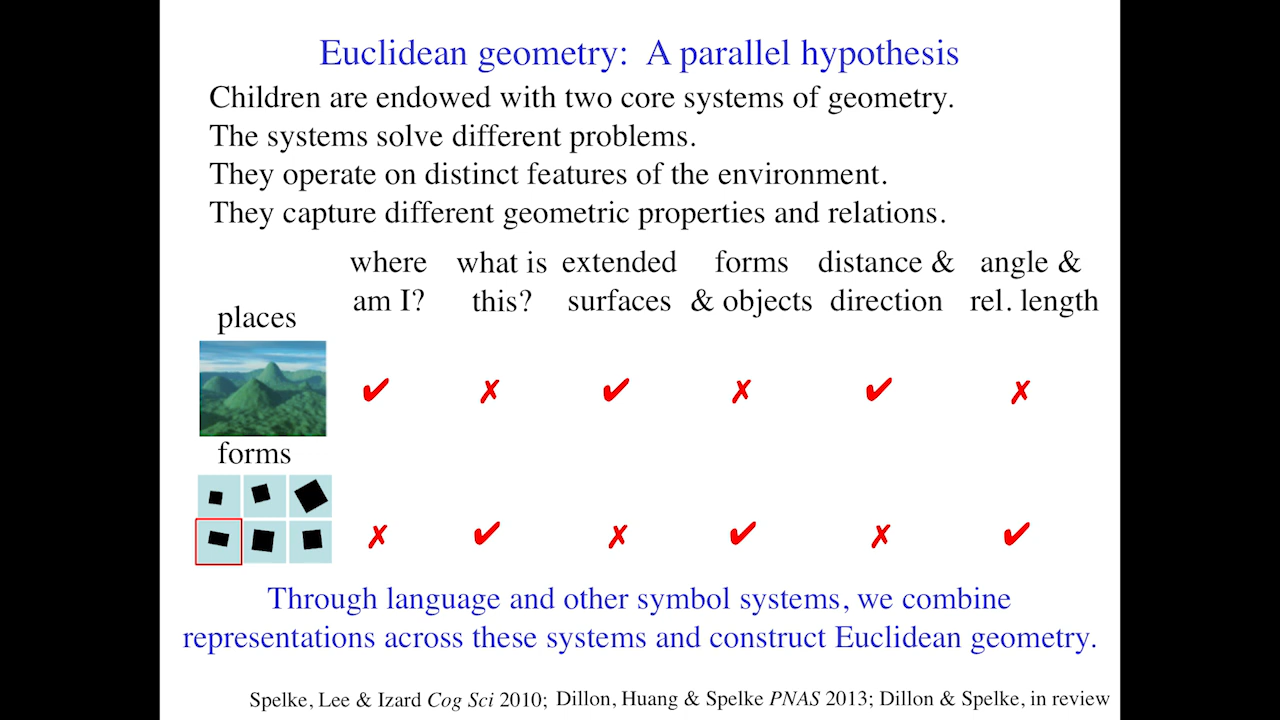 Euclidean geometry: A parallel hypothesis
Children are endowed with two core systems of geometry.
The systems solve different problems.
They operate on distinct features of the environment.
They capture different geometric properties and relations.
where what is extended forms distance & angle &
am I? this? surfaces & objects direction rel. length
places
✔ ✗ ✔ ✗ ✔ ✗
forms
✗ ✔ ✗ ✔ ✗ ✔
Through language and other symbol systems, we combine
representations across these systems and construct Euclidean geometry.
Spelke, Lee & Izard Cog Sci 2010; Dillon, Huang & Spelke PNAS 2013; Dillon & Spelke, in review